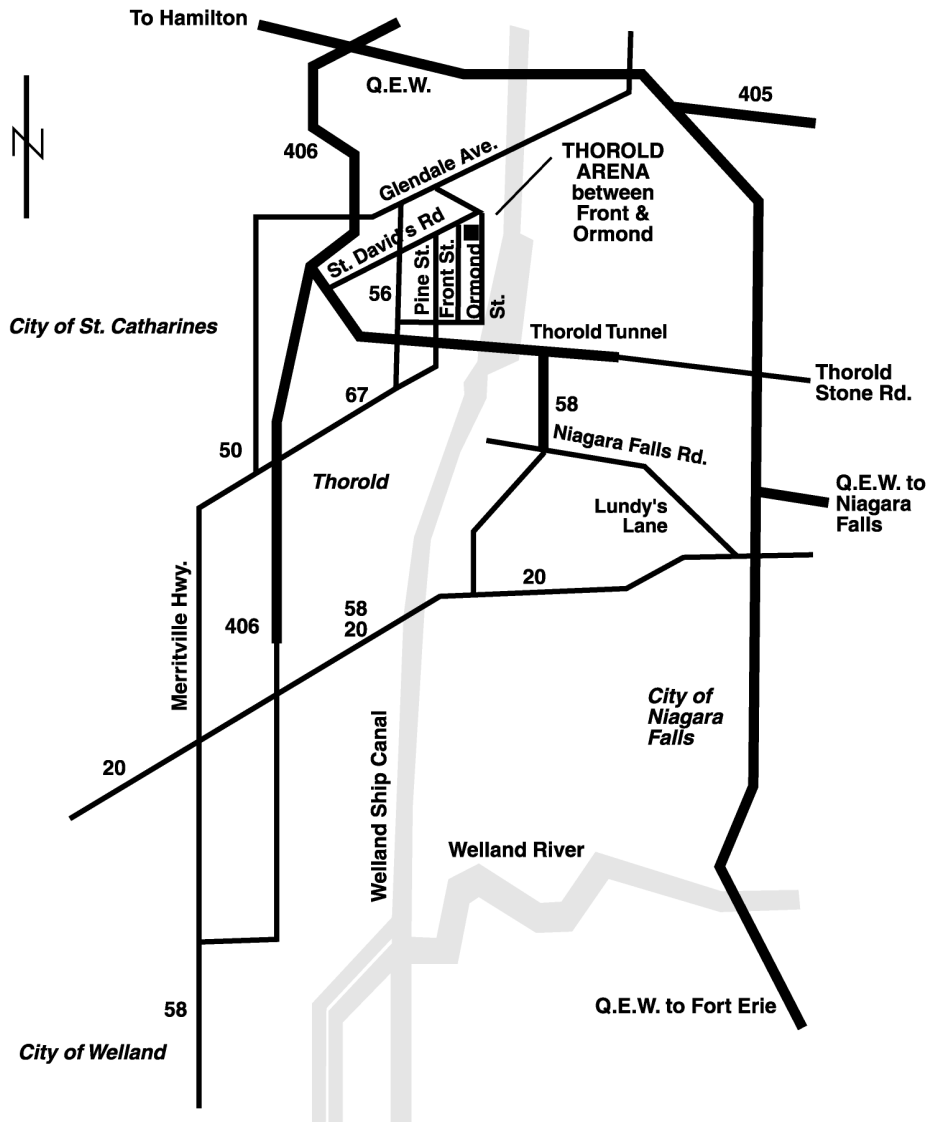 To Hamilton
Q.E.W.
405
406
Glendale Ave.
THOROLD
ARENA
between
Front &
Ormond
N
St. David's Rd
Pine St.
Front St.
Ormond
St.
56
City of St. Catharines
Thorold Tunnel
Thorold
Stone Rd.
67
58
Niagara Falls Rd.
50
Thorold
Q.E.W. to
Niagara
Falls
Lundy's
Lane
20
58
20
Merritville Hwy.
406
City of
Niagara
Falls
20
Welland Ship Canal
Welland River
58
Q.E.W. to Fort Erie
City of Welland